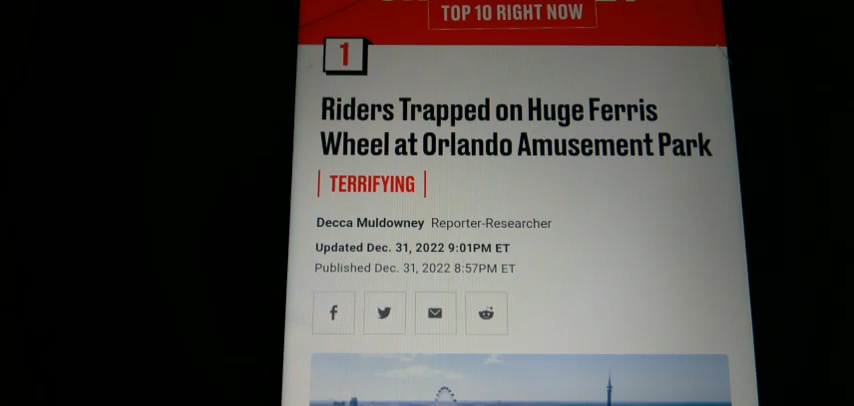 TOP 10 RIGHT NOW
1
Riders Trapped on Huge Ferris
Wheel at Orlando Amusement Park
TERRIFYING
Decca Muldowney Reporter-Researcher
Updated Dec. 31, 2022 9:01PM ET
Published Dec. 31, 2022 8:57PM ET